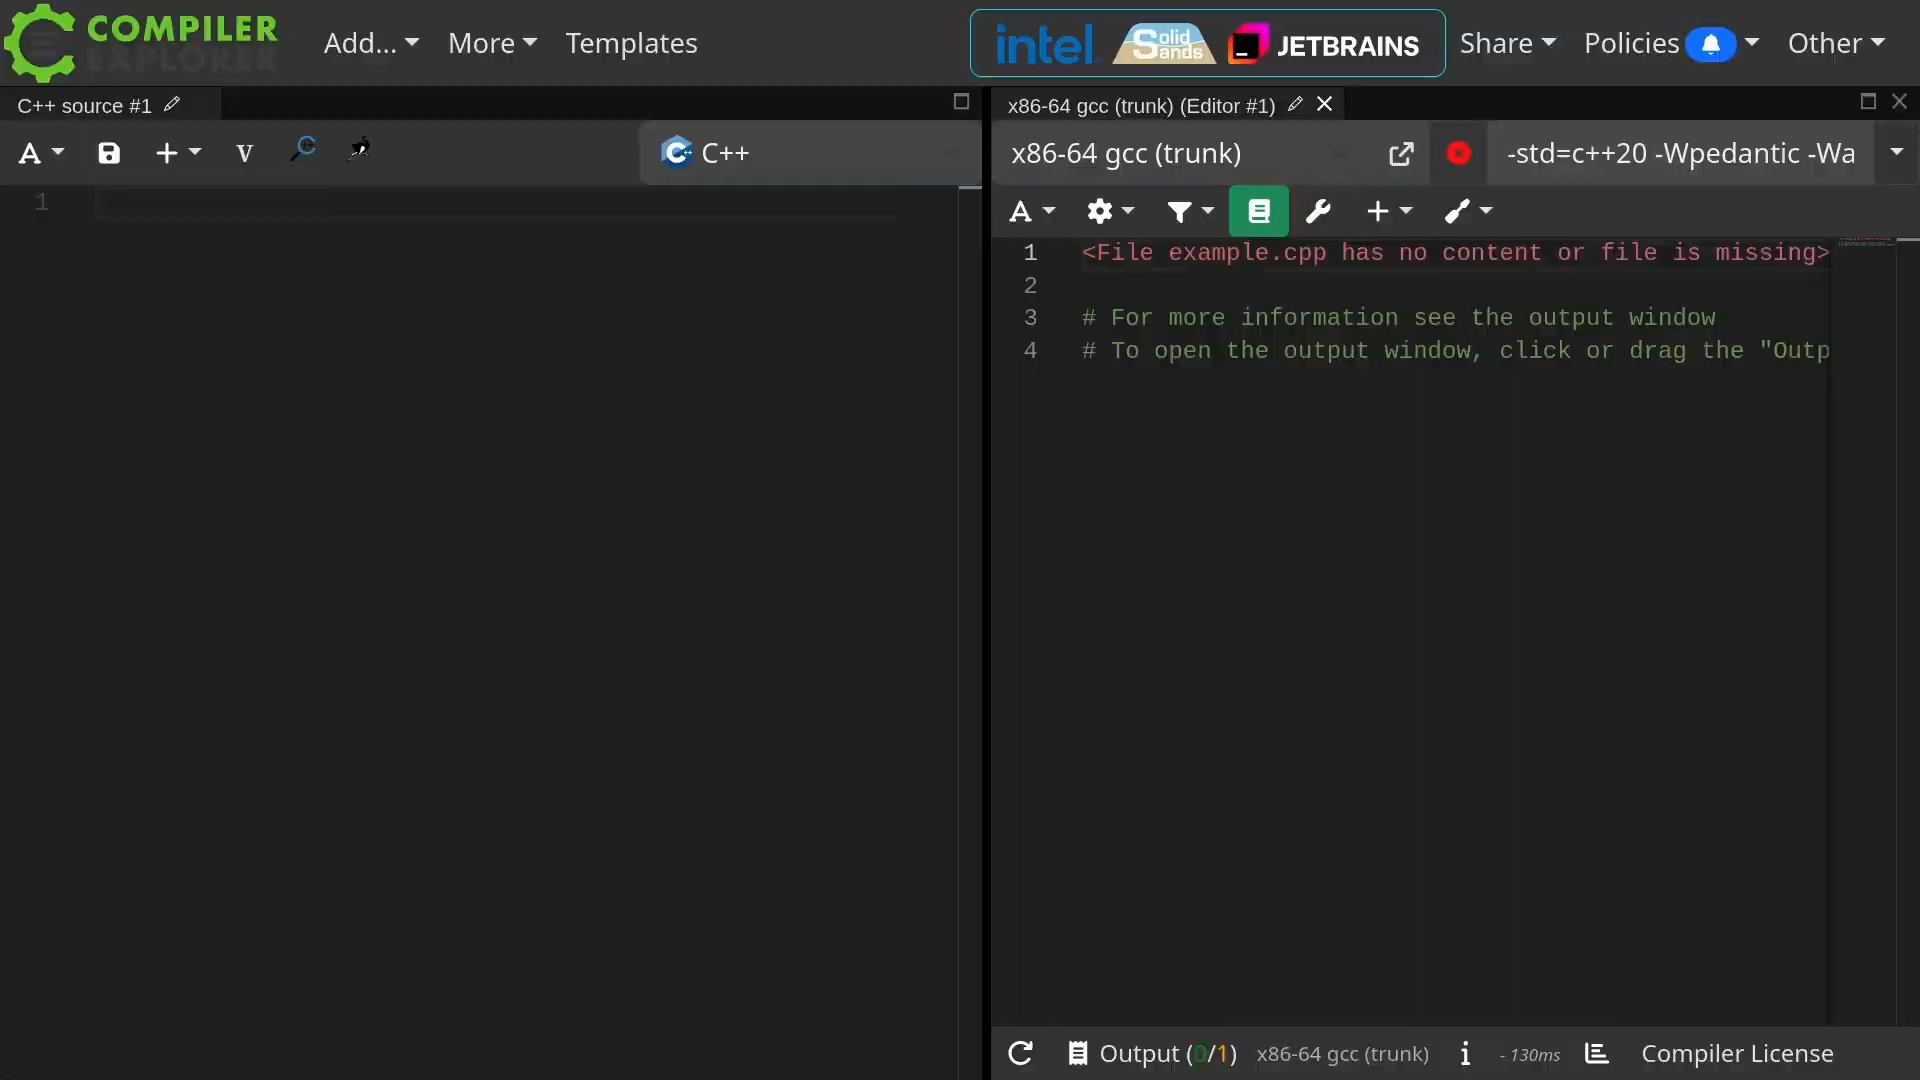 COMPILER
EXPLORER
Add...
More
Templates
intel
Solid
Sands
JETBRAINS
Share
Policies
Other
C++ source #1
x86-64 gcc (trunk) (Editor #1)
A
V
C++
x86-64 gcc (trunk)
-std=c++20 -Wpedantic -Wa
A
1
1 <File example.cpp has no content or file is missing>
2
3 # For more information see the output window
4 # To open the output window, click or drag the "Outp
Output (0/1)
x86-64 gcc (trunk)
i
- 130ms
Compiler License